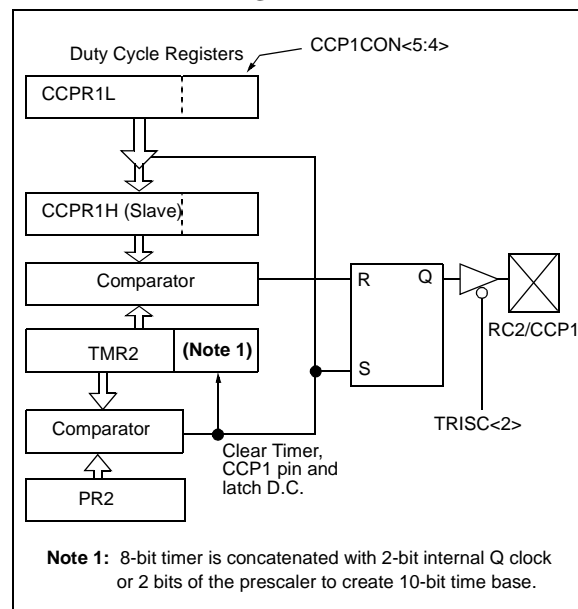 Duty Cycle Registers
CCP1CON<5:4>
CCPR1L
CCPR1H (Slave)
Comparator
R
Q
RC2/CCP1
TMR2
(Note 1)
S
TRISC<2>
Comparator
Clear Timer,
CCP1 pin and
latch D.C.
PR2
Note 1: 8-bit timer is concatenated with 2-bit internal Q clock
or 2 bits of the prescaler to create 10-bit time base.